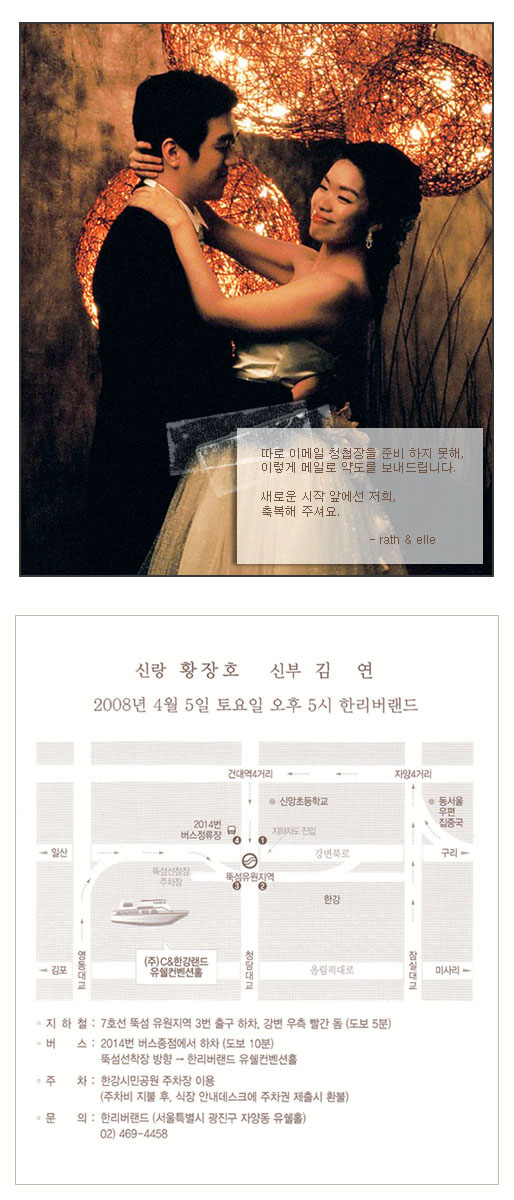 따로 이메일 청첩장을 준비 하지 못해,
이렇게 메일로 약도를 보내드립니다.
새로운 시작 앞에선 저희,
축복해 주셔요.
- rath & elle
신랑 황장호 신부 김 연
2008년 4월 5일 토요일 오후 5시 한리버랜드
건대역4거리
자양4거리
신양초등학교
동서울
우편
집중국
2014번
버스정류장
지하차도 진입
4
1
일산
강변북로
구리
뚝섬선착장
주차장
뚝섬유원지역
3
2
한강
(주) C&한강랜드
유쉘컨벤션홀
영동대교
청담대교
잠실대교
김포
올림픽대로
미사리
지 하 철 : 7호선 뚝섬 유원지역 3번 출구 하차, 강변 우측 빨간 돔 (도보 5분)
버 스 : 2014번 버스종점에서 하차 (도보 10분)
뚝섬선착장 방향 → 한리버랜드 유쉘컨벤션홀
주 차 : 한강시민공원 주차장 이용
(주차비 지불 후, 식장 안내데스크에 주차권 제출시 환불)
문 의 : 한리버랜드 (서울특별시 광진구 자양동 유쉘홀)
02) 469-4458